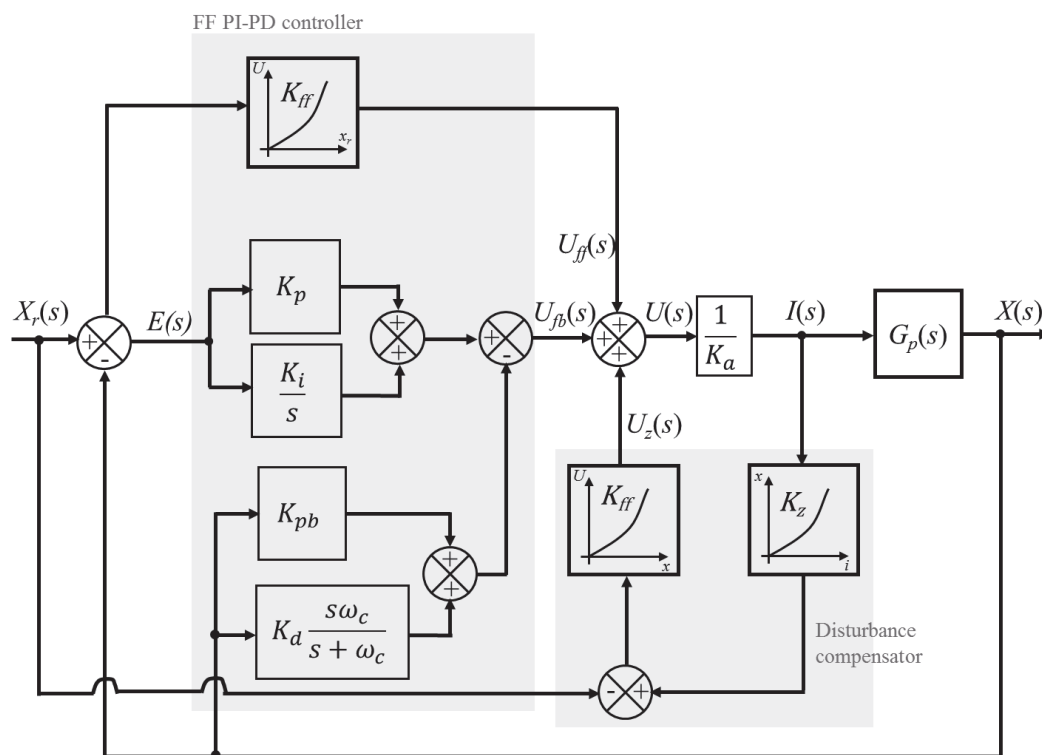 FF PI-PD controller
U
K_ff
x_r
U_ff(s)
X_r(s)
+
-
E(s)
K_p
K_i
s
+
+
+
-
U_fb(s)
+
+
+
U(s)
1
K_a
I(s)
G_p(s)
X(s)
U_z(s)
U
K_ff
x
x
K_z
i
K_pb
K_d sω_c
s + ω_c
+
+
Disturbance
compensator
-
+